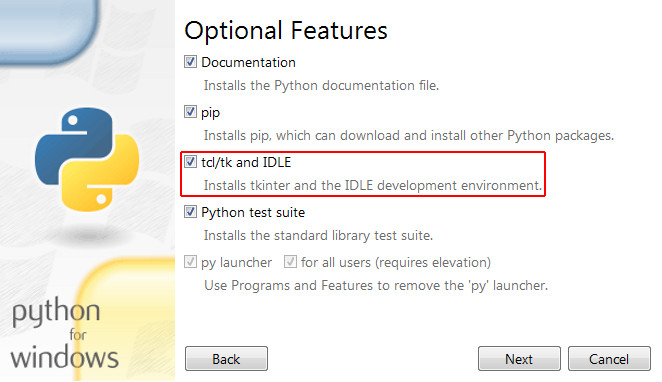 Optional Features
Documentation
Installs the Python documentation file.
pip
Installs pip, which can download and install other Python packages.
tcl/tk and IDLE
Installs tkinter and the IDLE development environment.
Python test suite
Installs the standard library test suite.
py launcher for all users (requires elevation)
Use Programs and Features to remove the 'py' launcher.
python
for
windows
Back Next Cancel